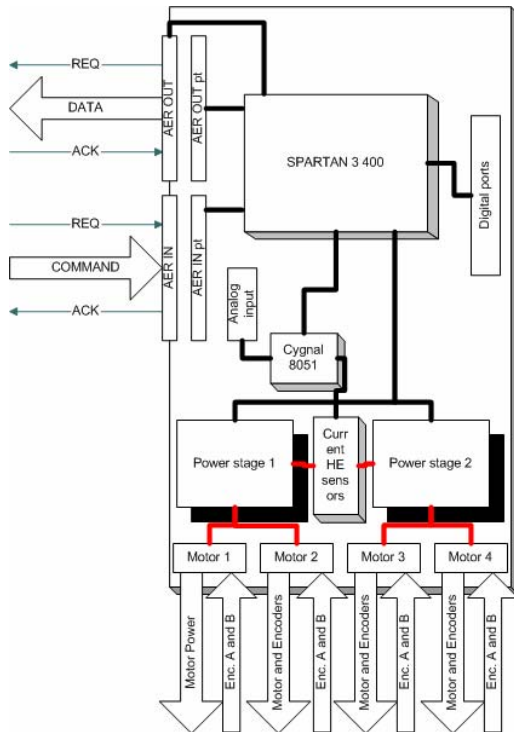 REQ
DATA
ACK
AER OUT
AER OUT pt
REQ
COMMAND
ACK
AER IN
AER IN pt
SPARTAN 3 400
Digital ports
Analog
input
Cygnal
8051
Power stage 1
Curr
ent
HE
sens
ors
Power stage 2
Motor 1
Motor 2
Motor 3
Motor 4
Motor Power
Enc. A and B
Motor and Encoders
Enc. A and B
Motor and Encoders
Enc. A and B
Motor and Encoders
Enc. A and B